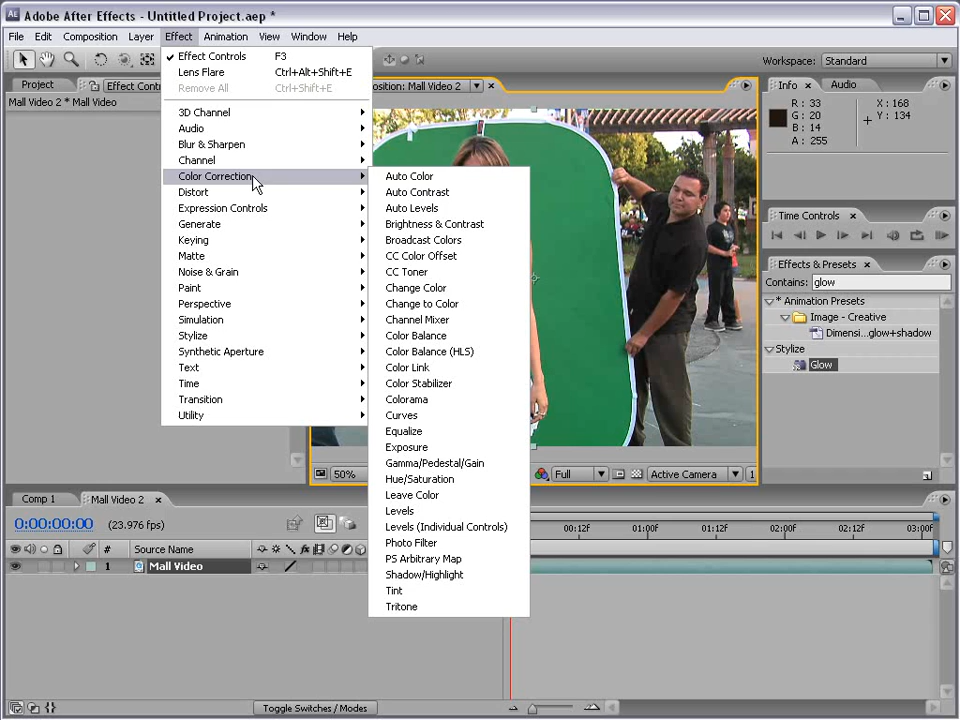 AE Adobe After Effects - Untitled Project.aep *
File Edit Composition Layer Effect Animation View Window Help
Workspace: Standard
Project Effect Cont
Mall Video 2 * Mall Video
Effect Controls F3
Lens Flare Ctrl+Alt+Shift+E
Remove All Ctrl+Shift+E
3D Channel
Audio
Blur & Sharpen
Channel
Color Correction
Distort
Expression Controls
Generate
Keying
Matte
Noise & Grain
Paint
Perspective
Simulation
Stylize
Synthetic Aperture
Text
Time
Transition
Utility
Auto Color
Auto Contrast
Auto Levels
Brightness & Contrast
Broadcast Colors
CC Color Offset
CC Toner
Change Color
Change to Color
Channel Mixer
Color Balance
Color Balance (HLS)
Color Link
Color Stabilizer
Colorama
Curves
Equalize
Exposure
Gamma/Pedestal/Gain
Hue/Saturation
Leave Color
Levels
Levels (Individual Controls)
Photo Filter
PS Arbitrary Map
Shadow/Highlight
Tint
Tritone
position: Mall Video 2
50% Full Active Camera 1
Info Audio
R: 33 X: 168
G: 20 Y: 134
B: 14
A: 255
Time Controls
Effects & Presets
Contains: glow
* Animation Presets
Image - Creative
Dimensi...glow+shadow
Stylize
Glow
Comp 1 Mall Video 2
0:00:00:00 (23.976 fps)
# Source Name
1 Mall Video
00:12f 01:00f 01:12f 02:00f 02:12f 03:00f
Toggle Switches / Modes